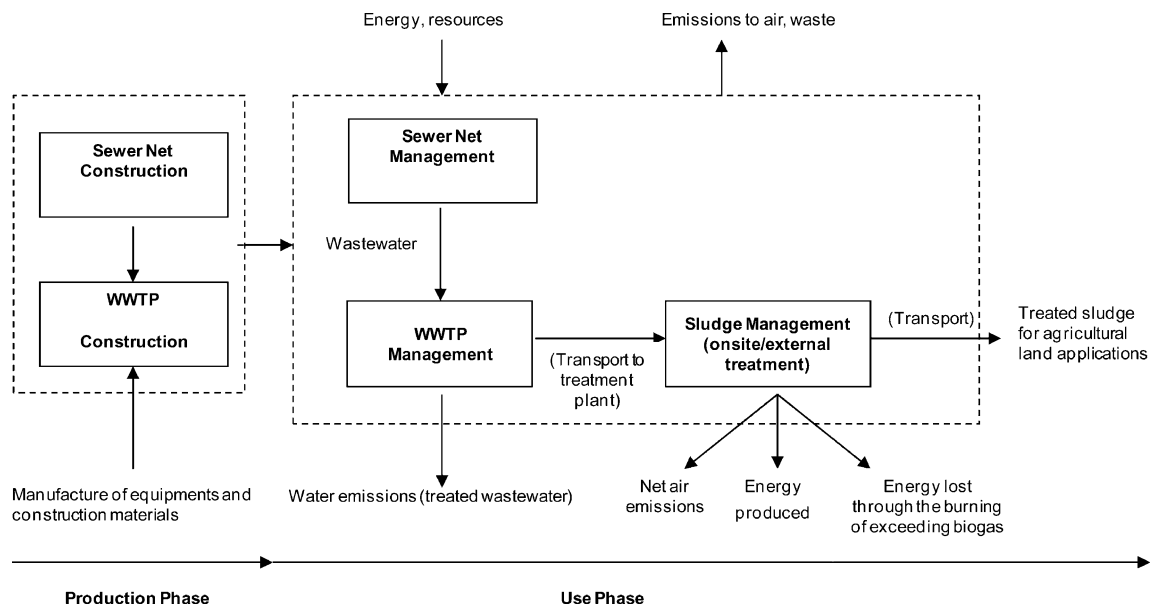 Energy, resources
Emissions to air, waste
Sewer Net
Construction
Sewer Net
Management
Wastewater
WWTP
Construction
WWTP
Management
(Transport to
treatment
plant)
Sludge Management
(onsite/external
treatment)
(Transport)
Treated sludge
for agricultural
land applications
Manufacture of equipments and
construction materials
Water emissions (treated wastewater)
Net air
emissions
Energy
produced
Energy lost
through the burning
of exceeding biogas
Production Phase
Use Phase